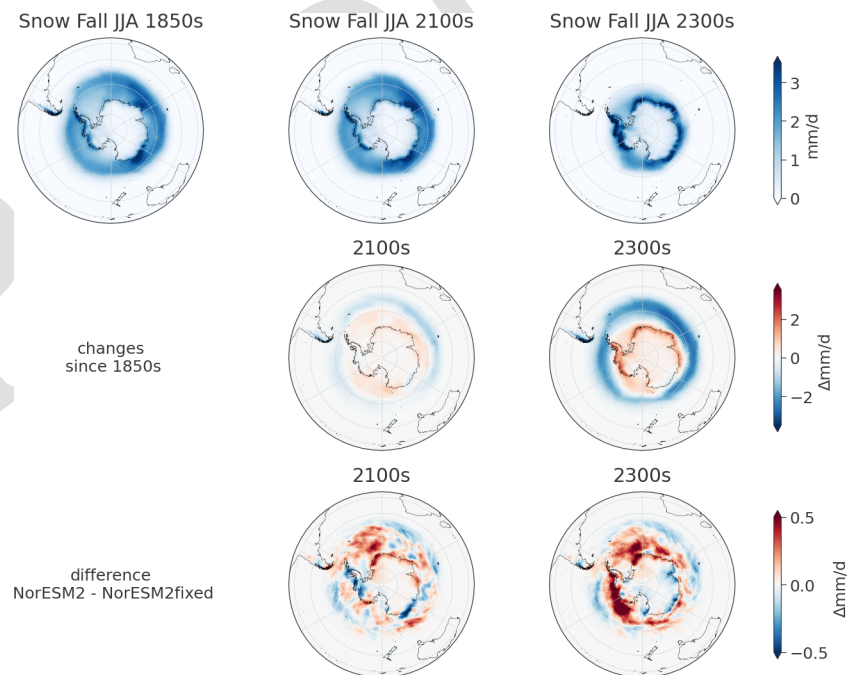 Snow Fall JJA 1850s
Snow Fall JJA 2100s
Snow Fall JJA 2300s
3
2
1
0
mm/d
2100s
2300s
changes
since 1850s
2
0
−2
Δmm/d
2100s
2300s
difference
NorESM2 - NorESM2fixed
0.5
0.0
−0.5
Δmm/d